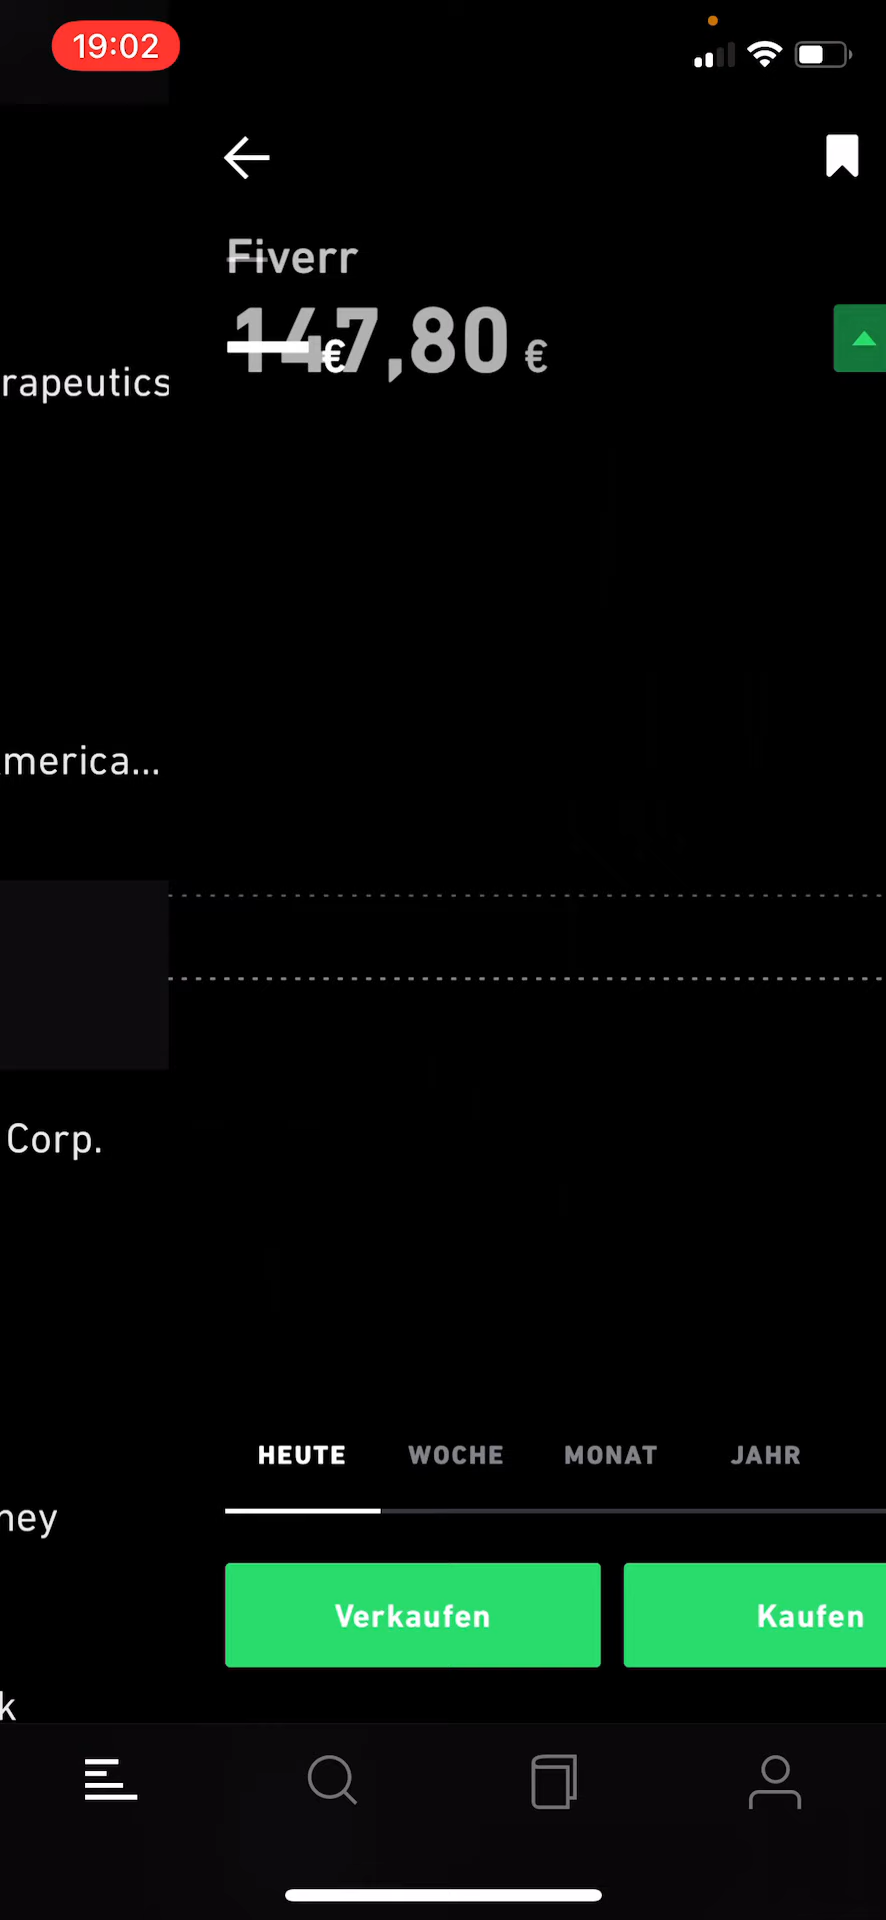 19:02
Fiverr
147,80 €
rapeutics
merica...
Corp.
HEUTE WOCHE MONAT JAHR
ney
Verkaufen Kaufen
k